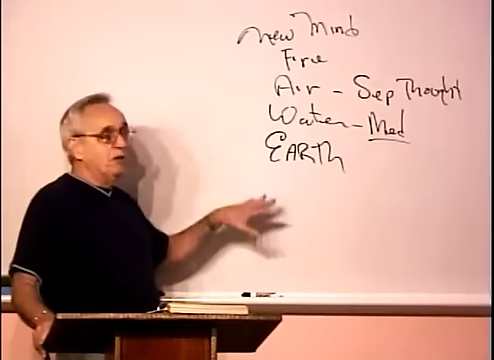 New Mind
Fire
Air - Sep Thought
Water - Med
EARTH